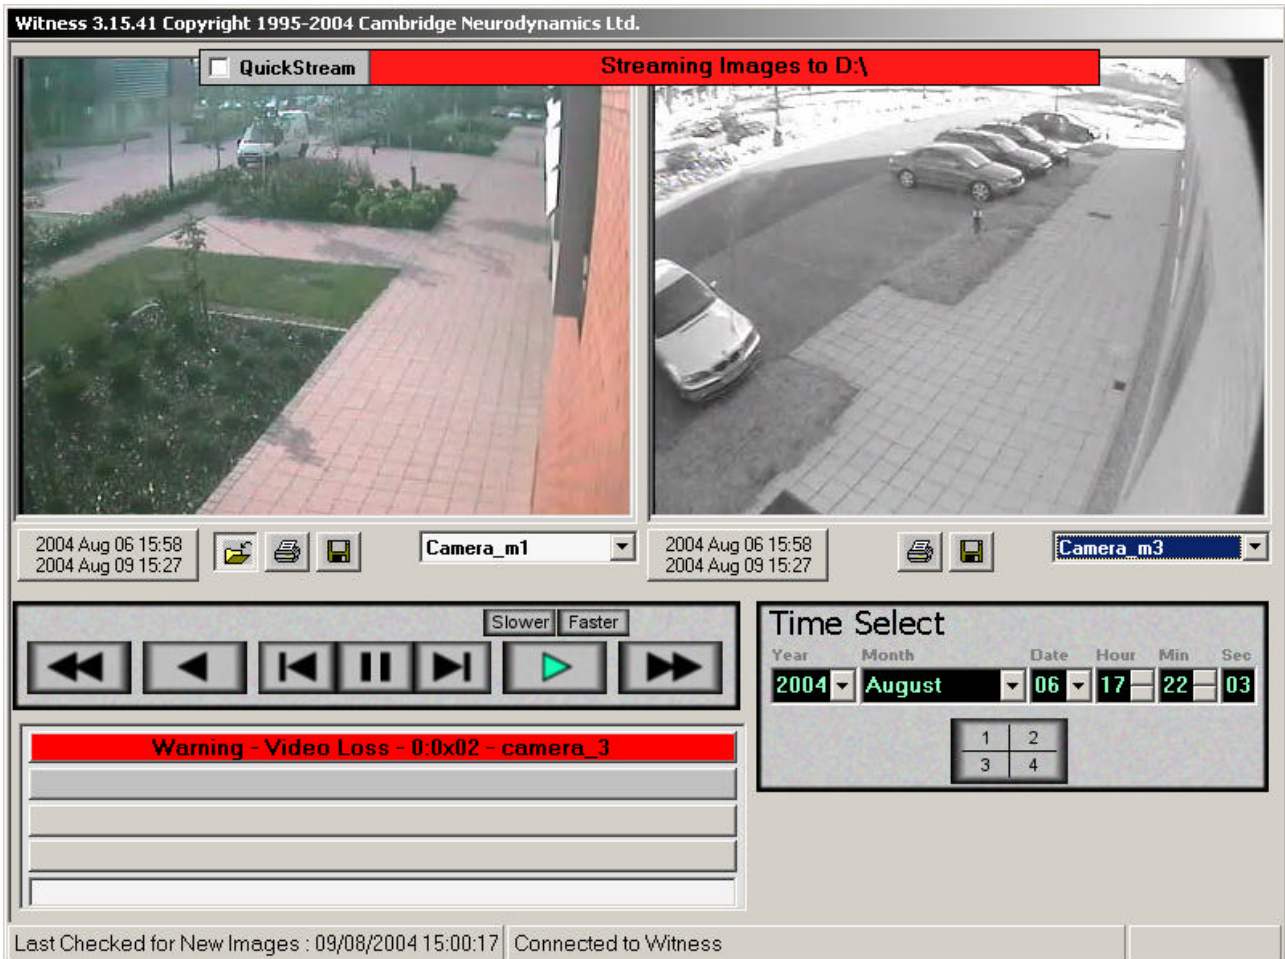 Witness 3.15.41 Copyright 1995-2004 Cambridge Neurodynamics Ltd.
QuickStream
Streaming Images to D:\
2004 Aug 06 15:58
2004 Aug 09 15:27
Camera_m1
2004 Aug 06 15:58
2004 Aug 09 15:27
Camera_m3
Slower Faster
Time Select
Year Month Date Hour Min Sec
2004 August 06 17 22 03
1 2
3 4
Warning - Video Loss - 0:0x02 - camera_3
Last Checked for New Images : 09/08/2004 15:00:17 Connected to Witness